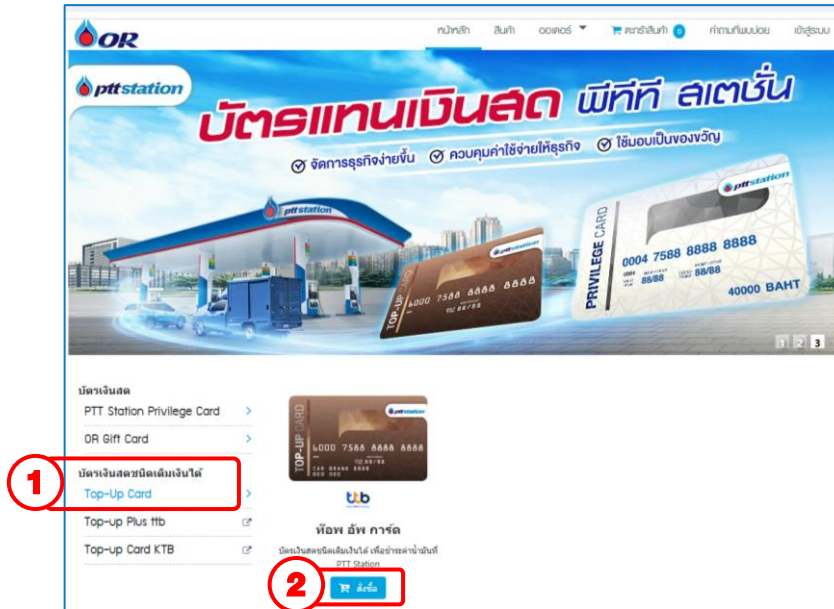 OR
หน้าหลัก สินค้า ออเดอร์ ตะกร้าสินค้า 0 คำถามที่พบบ่อย เข้าสู่ระบบ
pttstation
บัตรแทนเงินสด พีทีที สเตชั่น
จัดการธุรกิจง่ายขึ้น ควบคุมค่าใช้จ่ายให้ธุรกิจ ใช้มอบเป็นของขวัญ
pttstation
pttstation
TOP-UP CARD
6000 7588 8888 8888
88/88
pttstation
PRIVILEGE CARD
0004 7588 8888 8888
0004 88/88 88/88
40000 BAHT
1 2 3
บัตรเงินสด
PTT Station Privilege Card
OR Gift Card
1
บัตรเงินสดชนิดเติมเงินได้
Top-Up Card
Top-up Plus ttb
Top-up Card KTB
pttstation
TOP-UP CARD
6000 7588 8888 8888
88/88
CAR BRAND 8888
000 000
ttb
ท๊อพ อัพ การ์ด
บัตรเงินสดชนิดเติมเงินได้ เพื่อชำระค่าน้ำมันที่
PTT Station
2
สั่งซื้อ